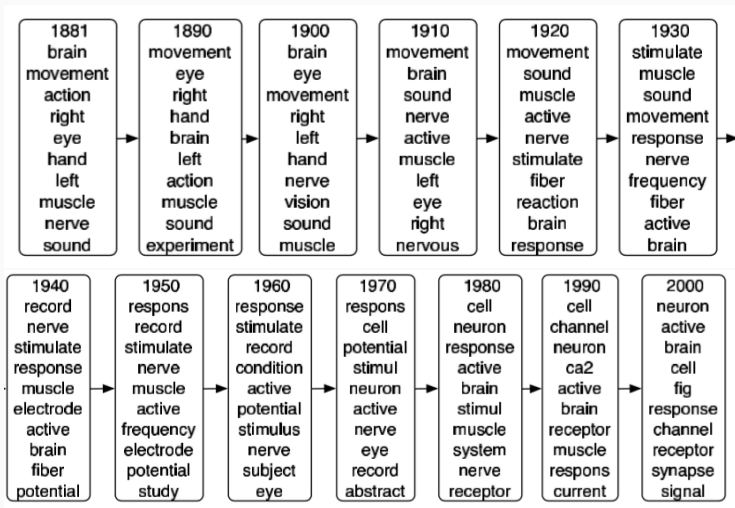 1881
brain
movement
action
right
eye
hand
left
muscle
nerve
sound
1890
movement
eye
right
hand
brain
left
action
muscle
sound
experiment
1900
brain
eye
movement
right
left
hand
nerve
vision
sound
muscle
1910
movement
brain
sound
nerve
active
muscle
left
eye
right
nervous
1920
movement
sound
muscle
active
nerve
stimulate
fiber
reaction
brain
response
1930
stimulate
muscle
sound
movement
response
nerve
frequency
fiber
active
brain
1940
record
nerve
stimulate
response
muscle
electrode
active
brain
fiber
potential
1950
respons
record
stimulate
nerve
muscle
active
frequency
electrode
potential
study
1960
response
stimulate
record
condition
active
potential
stimulus
nerve
subject
eye
1970
respons
cell
potential
stimul
neuron
active
nerve
eye
record
abstract
1980
cell
neuron
response
active
brain
stimul
muscle
system
nerve
receptor
1990
cell
channel
neuron
ca2
active
brain
receptor
muscle
respons
current
2000
neuron
active
brain
cell
fig
response
channel
receptor
synapse
signal